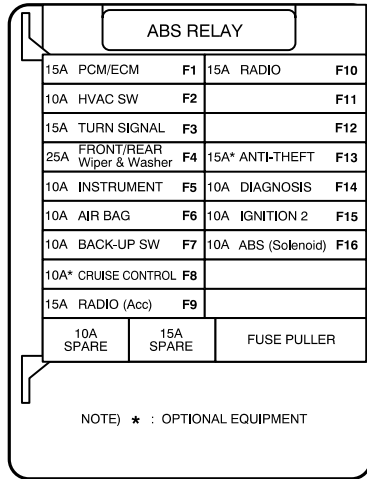 ABS RELAY
15A PCM/ECM F1 15A RADIO F10
10A HVAC SW F2 F11
15A TURN SIGNAL F3 F12
25A FRONT/REAR Wiper & Washer F4 15A* ANTI-THEFT F13
10A INSTRUMENT F5 10A DIAGNOSIS F14
10A AIR BAG F6 10A IGNITION 2 F15
10A BACK-UP SW F7 10A ABS (Solenoid) F16
10A* CRUISE CONTROL F8
15A RADIO (Acc) F9
10A SPARE 15A SPARE FUSE PULLER
NOTE) * : OPTIONAL EQUIPMENT